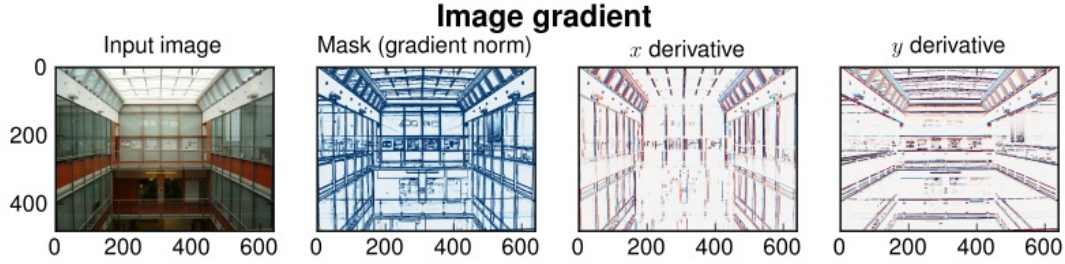 Image gradient
Input image
Mask (gradient norm)
x derivative
y derivative
0
200
400
0 200 400 600
0 200 400 600
0 200 400 600
0 200 400 600